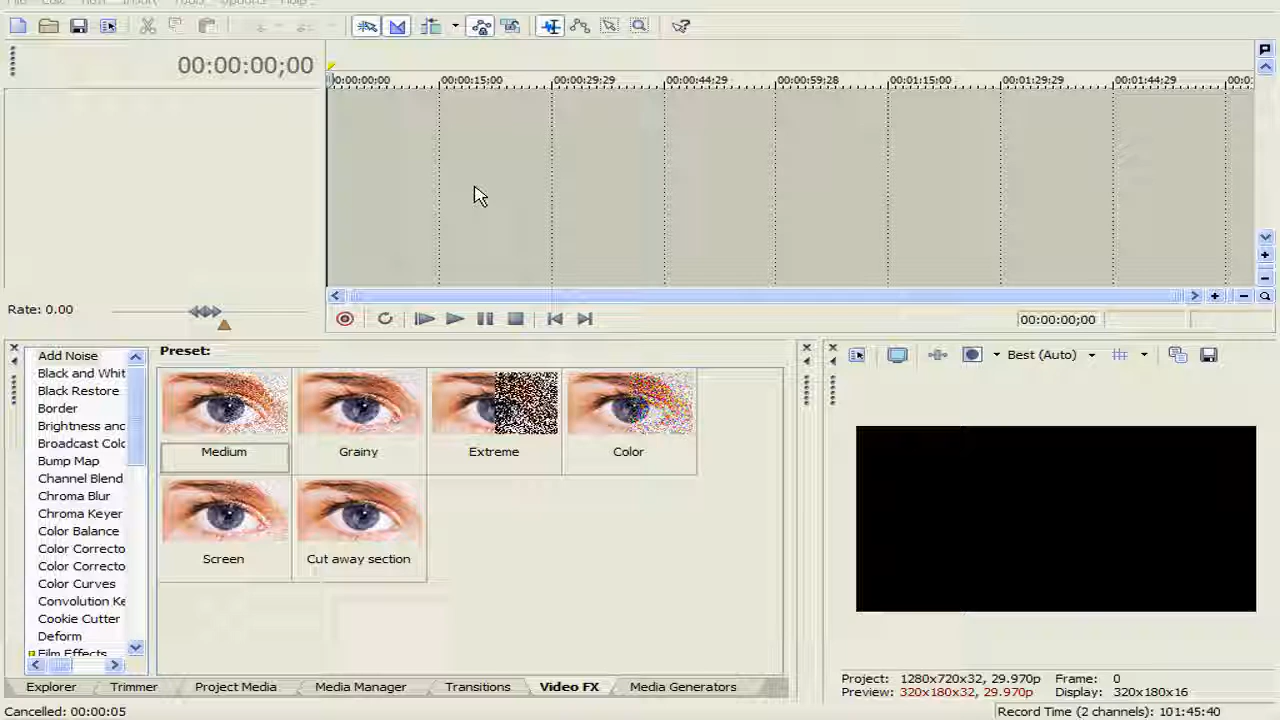 00:00:00;00
00:00:15;00
00:00:29;29
00:00:44;29
00:00:59;28
00:01:15;00
00:01:29;29
00:01:44;29
Rate: 0.00
00:00:00;00
Add Noise
Black and Whit
Black Restore
Border
Brightness and
Broadcast Colo
Bump Map
Channel Blend
Chroma Blur
Chroma Keyer
Color Balance
Color Correcto
Color Correcto
Color Curves
Convolution Ke
Cookie Cutter
Deform
Film Effects
Preset:
Medium
Grainy
Extreme
Color
Screen
Cut away section
Best (Auto)
Explorer
Trimmer
Project Media
Media Manager
Transitions
Video FX
Media Generators
Project: 1280x720x32, 29.970p Frame: 0
Preview: 320x180x32, 29.970p Display: 320x180x16
Cancelled: 00:00:05
Record Time (2 channels): 101:45:40